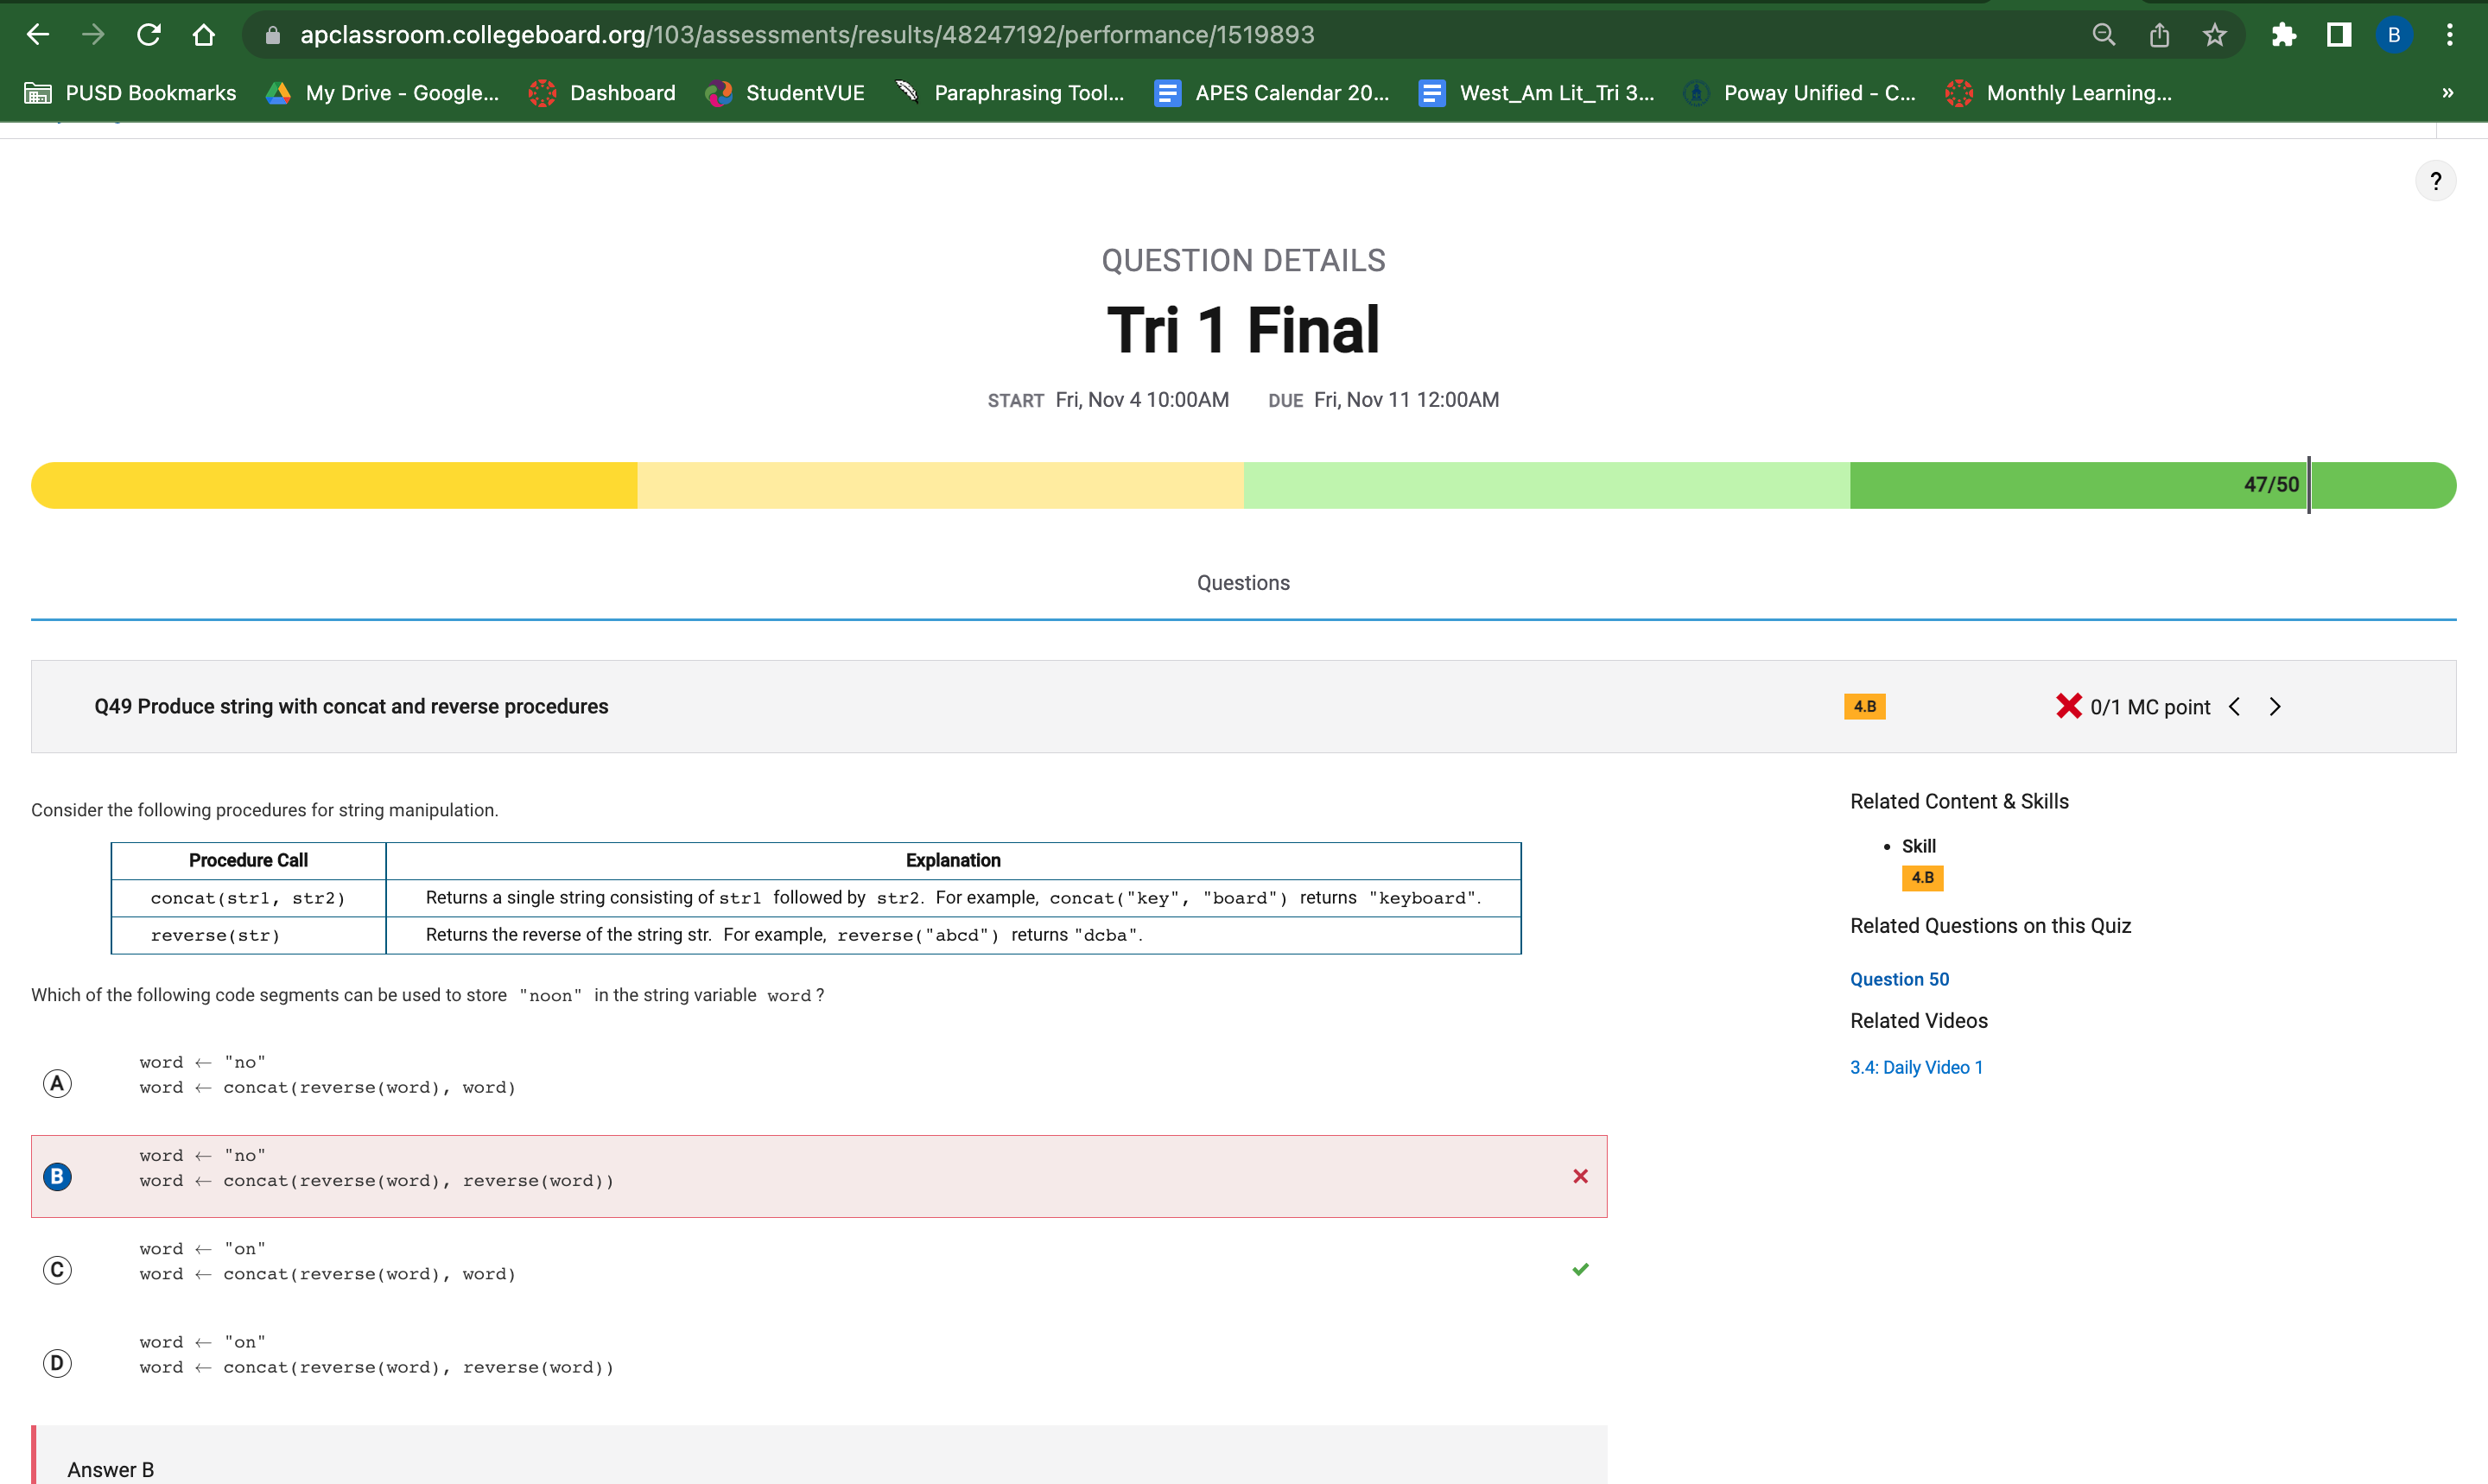 apclassroom.collegeboard.org/103/assessments/results/48247192/performance/1519893
B
PUSD Bookmarks
My Drive - Google...
Dashboard
StudentVUE
Paraphrasing Tool...
APES Calendar 20...
West_Am Lit_Tri 3...
Poway Unified - C...
Monthly Learning...
»
?
QUESTION DETAILS
Tri 1 Final
START Fri, Nov 4 10:00AM DUE Fri, Nov 11 12:00AM
47/50
Questions
Q49 Produce string with concat and reverse procedures
4.B
0/1 MC point
Consider the following procedures for string manipulation.
Procedure Call Explanation
concat(str1, str2) Returns a single string consisting of str1 followed by str2. For example, concat("key", "board") returns "keyboard".
reverse(str) Returns the reverse of the string str. For example, reverse("abcd") returns "dcba".
Which of the following code segments can be used to store "noon" in the string variable word ?
A
word ← "no"
word ← concat(reverse(word), word)
B
word ← "no"
word ← concat(reverse(word), reverse(word))
C
word ← "on"
word ← concat(reverse(word), word)
D
word ← "on"
word ← concat(reverse(word), reverse(word))
Answer B
Related Content & Skills
• Skill
4.B
Related Questions on this Quiz
Question 50
Related Videos
3.4: Daily Video 1